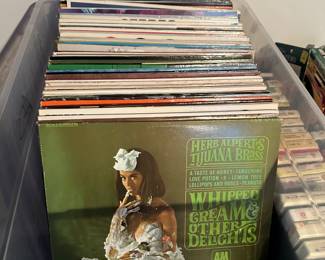 HERB ALPERT'S
TIJUANA BRASS
A TASTE OF HONEY • TANGERINE
LOVE POTION #9 • LEMON TREE
LOLLIPOPS AND ROSES • PEANUTS
WHIPPED
CREAM &
OTHER
DELIGHTS
A&M